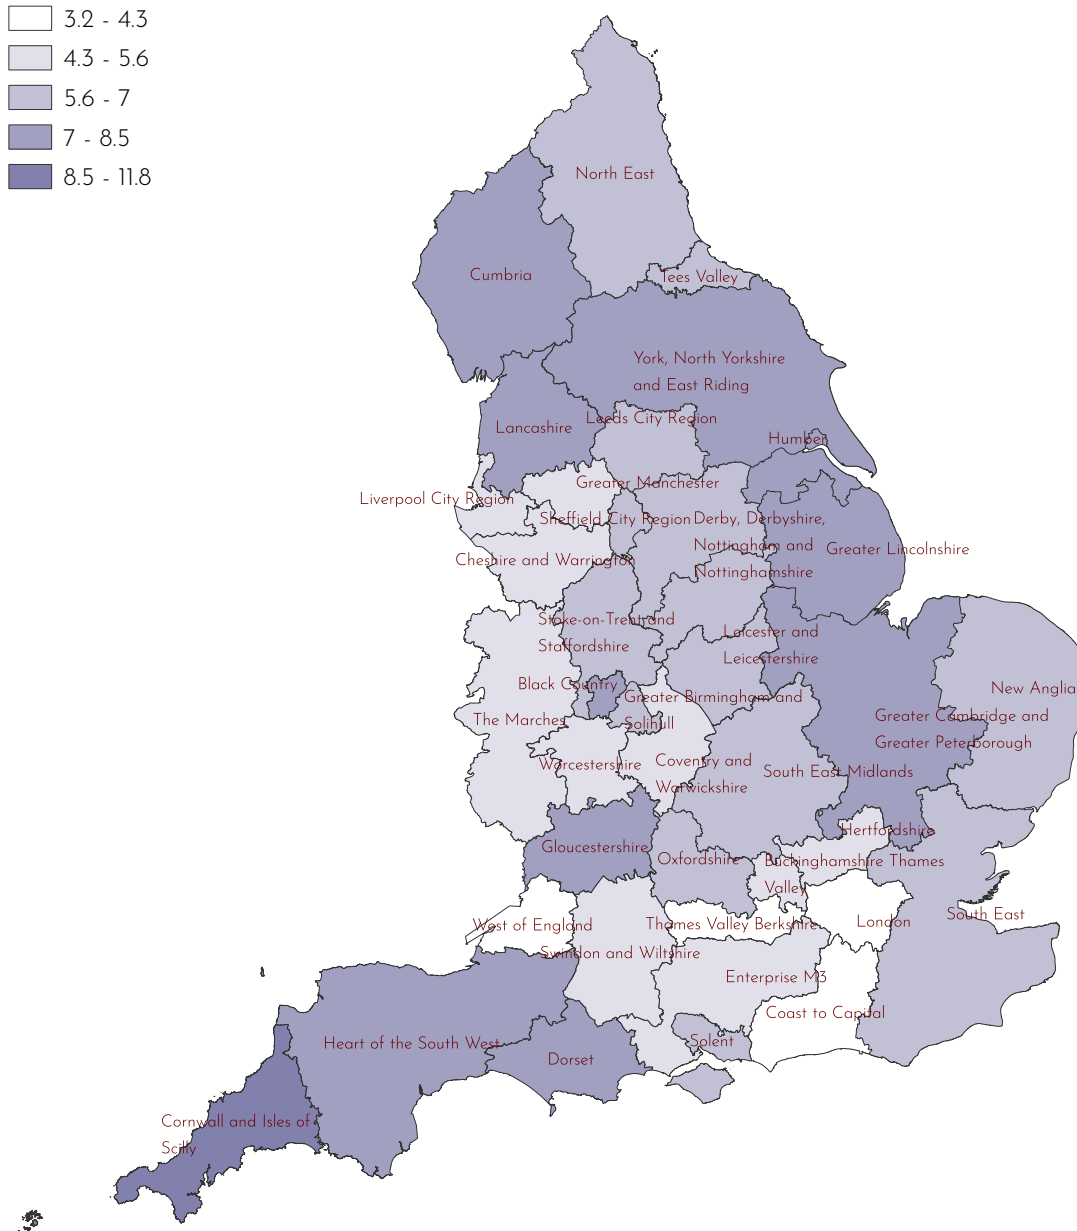 3.2 - 4.3
4.3 - 5.6
5.6 - 7
7 - 8.5
8.5 - 11.8
North East
Cumbria
Tees Valley
York, North Yorkshire
and East Riding
Leeds City Region
Lancashire
Humber
Greater Manchester
Liverpool City Region
Sheffield City Region
Derby, Derbyshire,
Nottingham and
Nottinghamshire
Greater Lincolnshire
Cheshire and Warrington
Stoke-on-Trent and
Staffordshire
Leicester and
Leicestershire
Black Country
Greater Birmingham and
Solihull
New Anglia
The Marches
Greater Cambridge and
Greater Peterborough
Worcestershire
Coventry and
Warwickshire
South East Midlands
Hertfordshire
Gloucestershire
Oxfordshire
Buckinghamshire Thames
Valley
South East
West of England
Thames Valley Berkshire
London
Swindon and Wiltshire
Enterprise M3
Coast to Capital
Heart of the South West
Solent
Dorset
Cornwall and Isles of
Scilly